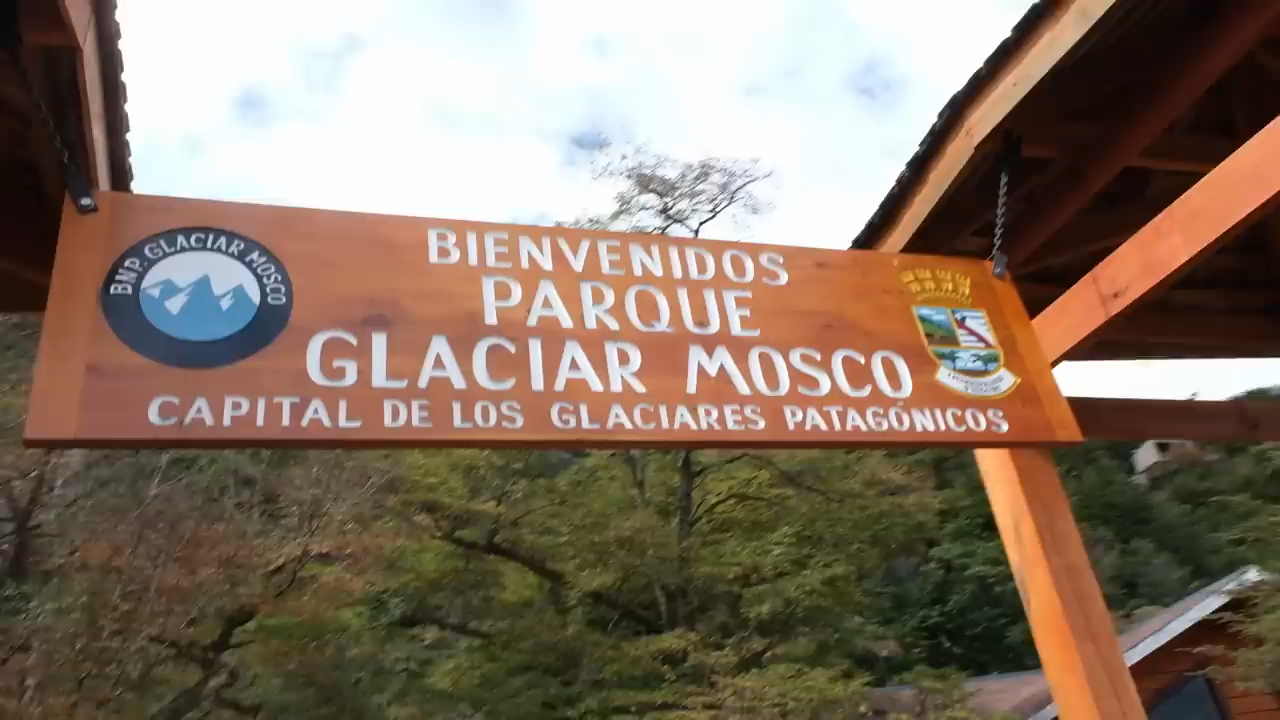 BNP. GLACIAR MOSCO
BIENVENIDOS
PARQUE
GLACIAR MOSCO
CAPITAL DE LOS GLACIARES PATAGÓNICOS